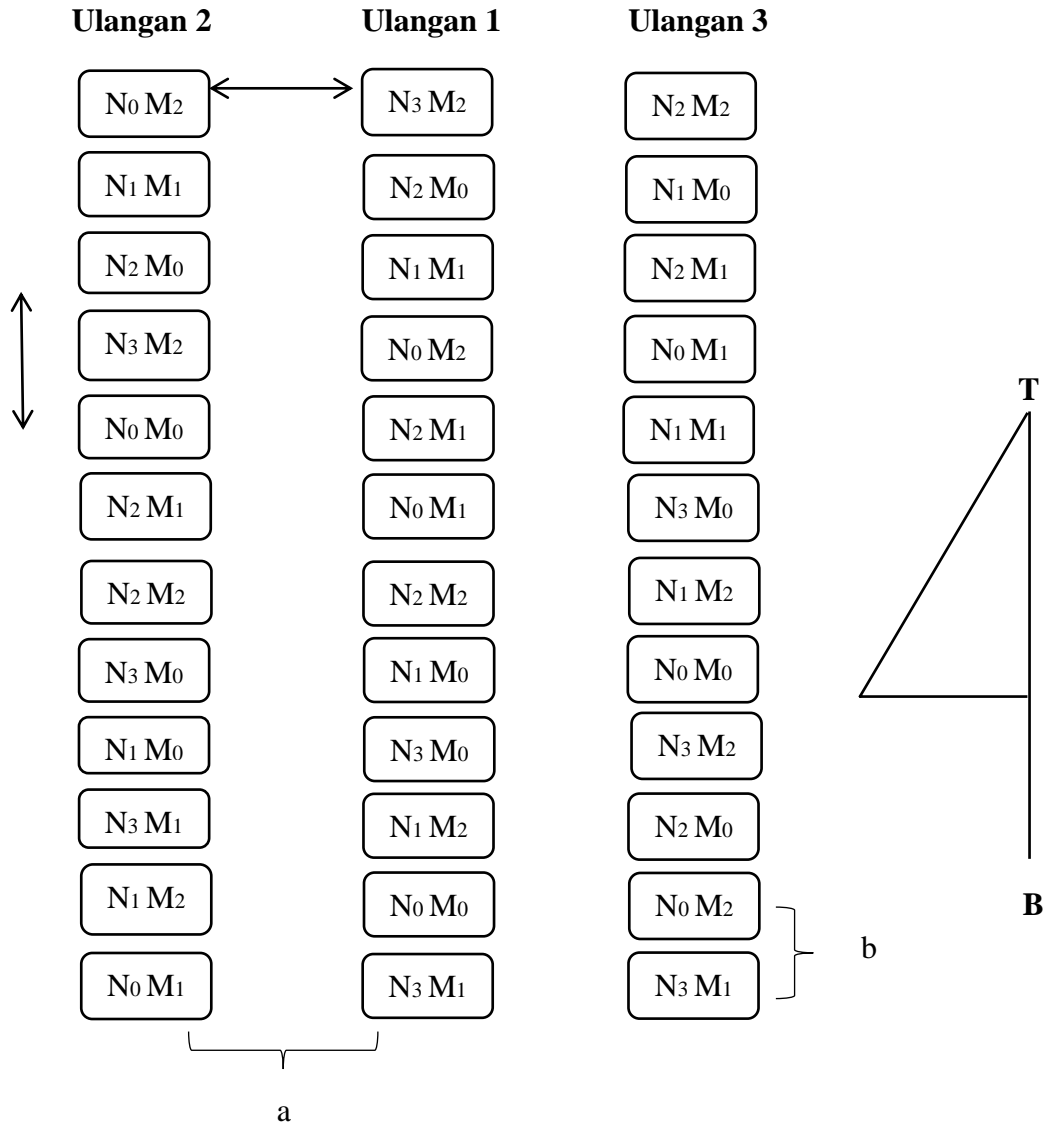 Ulangan 2 Ulangan 1 Ulangan 3
N0 M2 N3 M2 N2 M2
N1 M1 N2 M0 N1 M0
N2 M0 N1 M1 N2 M1
N3 M2 N0 M2 N0 M1
T
N0 M0 N2 M1 N1 M1
N2 M1 N0 M1 N3 M0
N2 M2 N2 M2 N1 M2
N3 M0 N1 M0 N0 M0
N1 M0 N3 M0 N3 M2
N3 M1 N1 M2 N2 M0
N1 M2 N0 M0 N0 M2
B
b
N0 M1 N3 M1 N3 M1
a